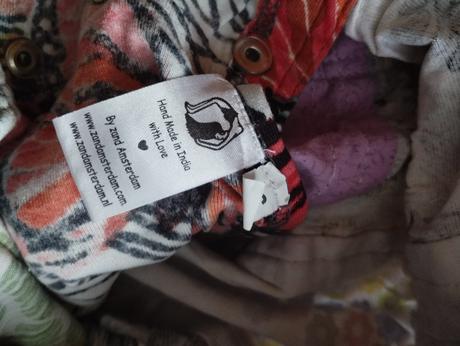 Hand Made in India
with Love
By zand Amsterdam
www.zandamsterdam.com
www.zandamsterdam.nl